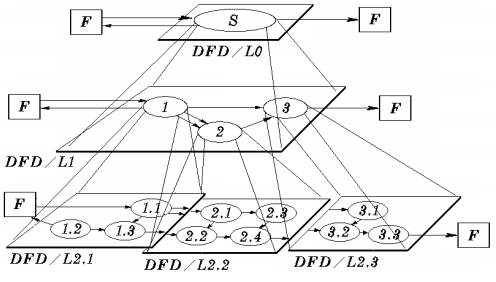 F
S
F
DFD/L0
F
1
3
F
2
DFD/L1
F
1.1
2.1
2.3
3.1
1.2
1.3
2.2
2.4
3.2
3.3
F
DFD/L2.1
DFD/L2.2
DFD/L2.3